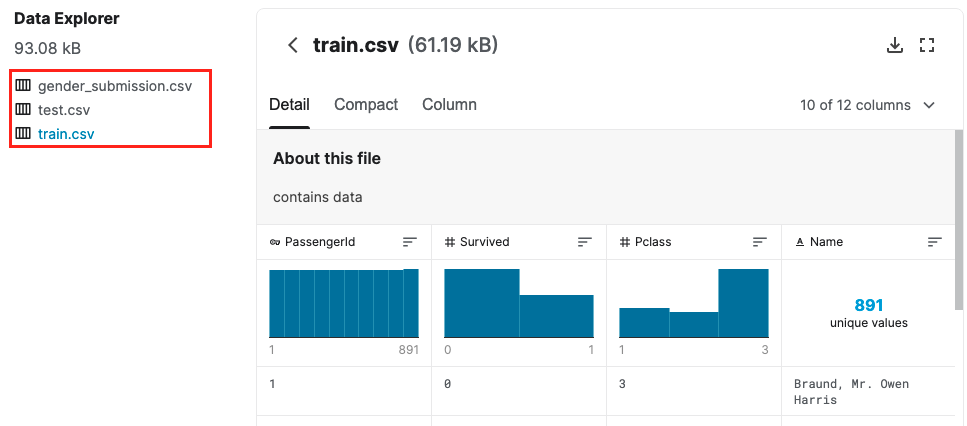 Data Explorer
93.08 kB
gender_submission.csv
test.csv
train.csv
train.csv (61.19 kB)
Detail Compact Column 10 of 12 columns
About this file
contains data
PassengerId # Survived # Pclass A Name
891
unique values
1 891 0 1 1 3
1 0 3 Braund, Mr. Owen
Harris